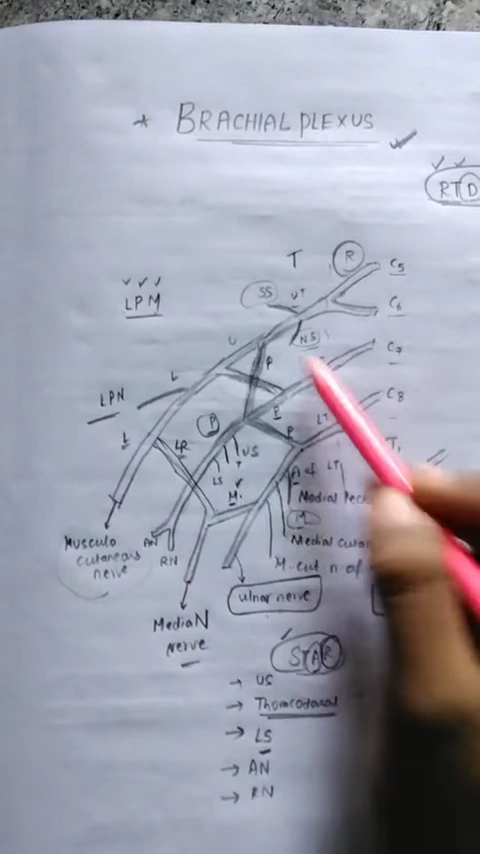 * BRACHIAL PLEXUS
RTD
T R
C5
SS UT
C6
LPM
NS
U
C7
P
L
LPN
C8
P
P LT
L
LR
US
T1
LS
A of LT
M.
Medial Pec
M
Musculo
cutaneous
nerve
AN
RN
Medial cutan
M-cut n of
ulnar nerve
MediaN
nerve
STAR
→ US
→ Thoracodorsal
→ LS
→ AN
→ RN